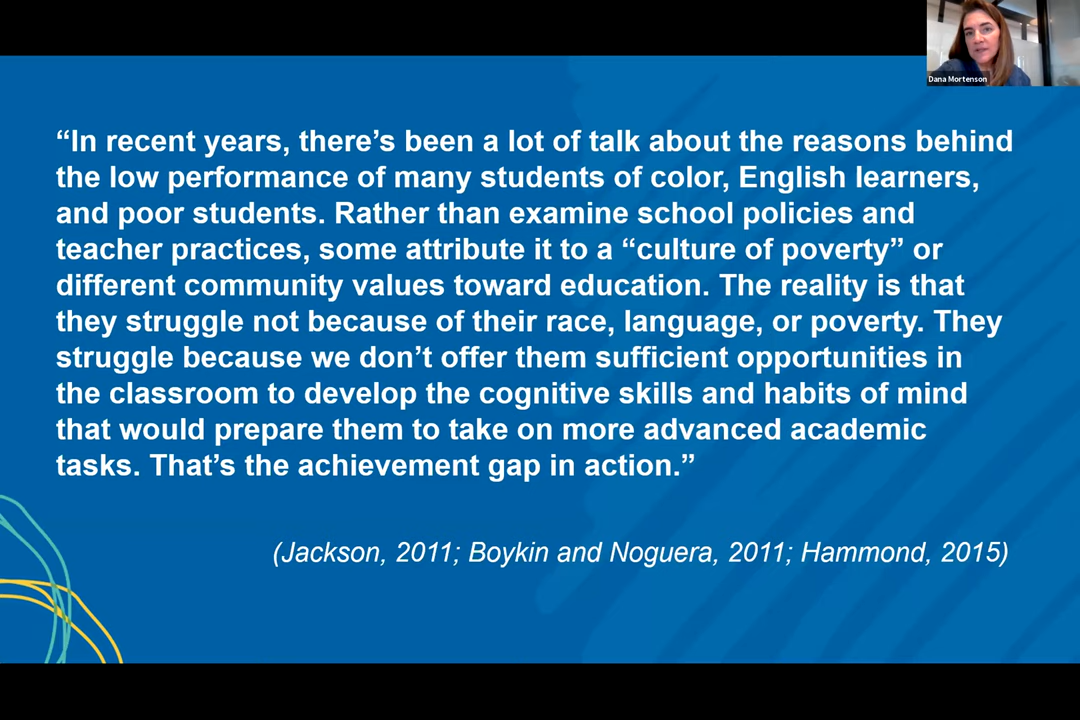 Dana Mortenson
“In recent years, there’s been a lot of talk about the reasons behind
the low performance of many students of color, English learners,
and poor students. Rather than examine school policies and
teacher practices, some attribute it to a “culture of poverty” or
different community values toward education. The reality is that
they struggle not because of their race, language, or poverty. They
struggle because we don’t offer them sufficient opportunities in
the classroom to develop the cognitive skills and habits of mind
that would prepare them to take on more advanced academic
tasks. That’s the achievement gap in action.”
(Jackson, 2011; Boykin and Noguera, 2011; Hammond, 2015)